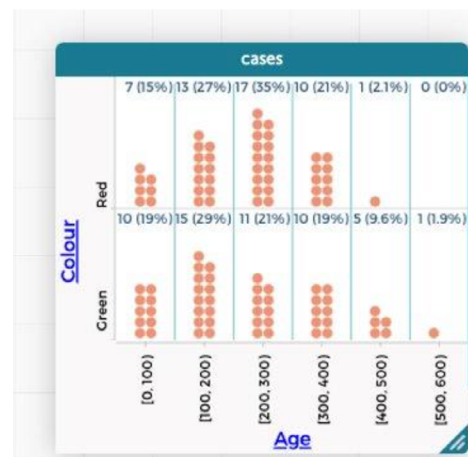 cases
7 (15%) 13 (27%) 17 (35%) 10 (21%) 1 (2.1%) 0 (0%)
Red
10 (19%) 15 (29%) 11 (21%) 10 (19%) 5 (9.6%) 1 (1.9%)
Green
Colour
[0, 100) [100, 200) [200, 300) [300, 400) [400, 500) [500, 600)
Age